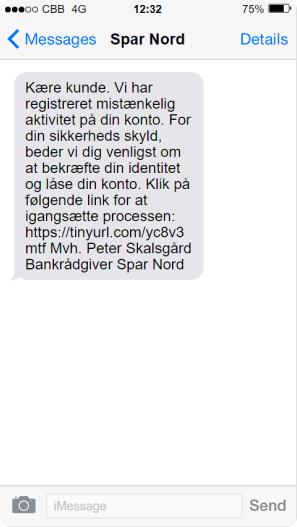 CBB 4G 12:32 75%
Messages Spar Nord Details
Kære kunde. Vi har
registreret mistænkelig
aktivitet på din konto. For
din sikkerheds skyld,
beder vi dig venligst om
at bekræfte din identitet
og låse din konto. Klik på
følgende link for at
igangsætte processen:
https://tinyurl.com/yc8v3
mtf Mvh. Peter Skalsgård
Bankrådgiver Spar Nord
iMessage Send